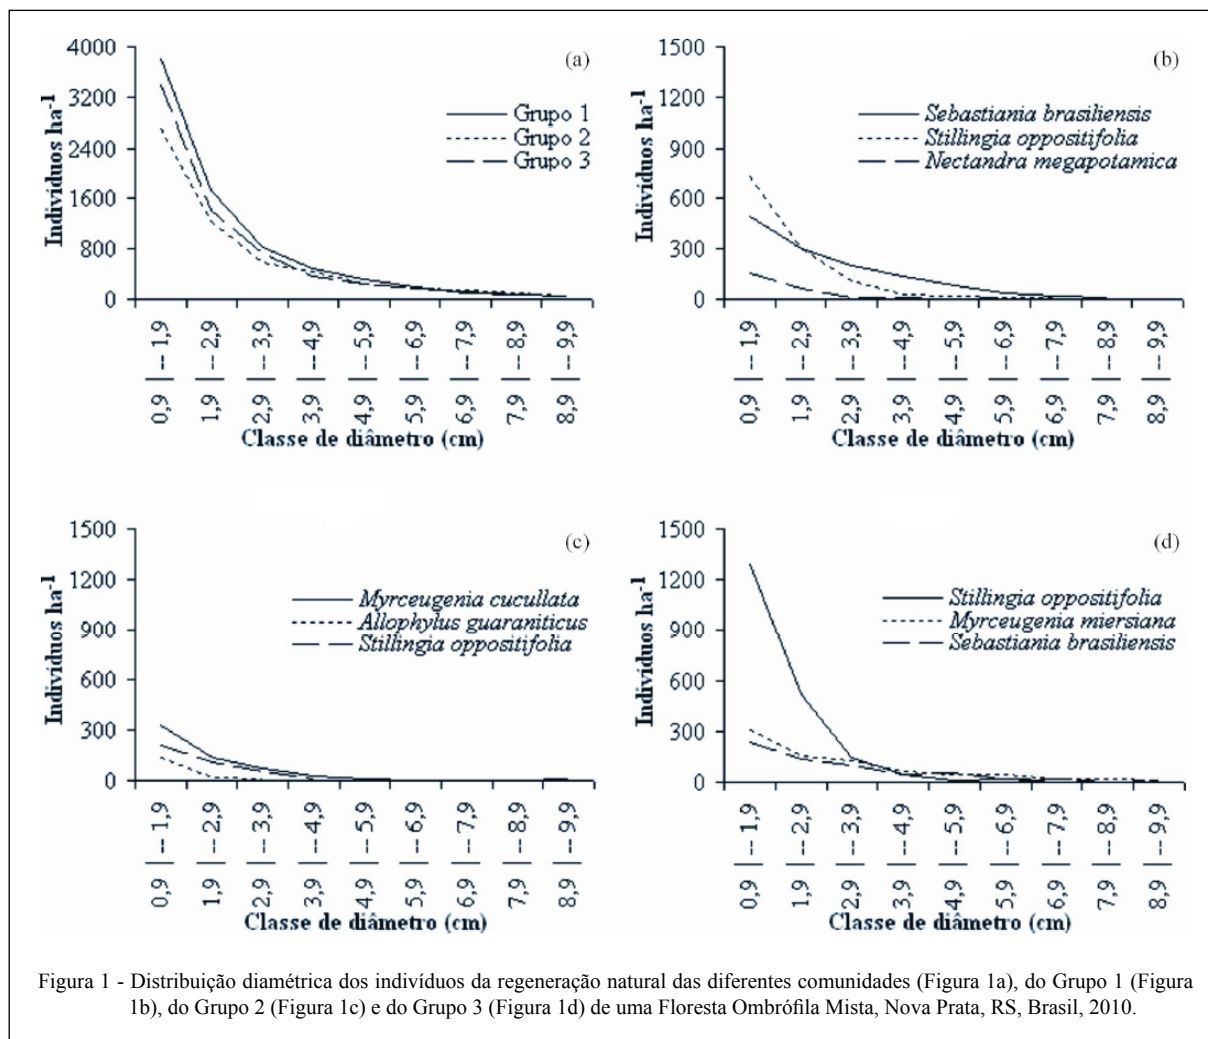 (a)
Indivíduos ha⁻¹
4000
3200
2400
1600
800
0
Grupo 1
Grupo 2
Grupo 3
0,9 |-- 1,9
1,9 |-- 2,9
2,9 |-- 3,9
3,9 |-- 4,9
4,9 |-- 5,9
5,9 |-- 6,9
6,9 |-- 7,9
7,9 |-- 8,9
8,9 |-- 9,9
Classe de diâmetro (cm)
(b)
Indivíduos ha⁻¹
1500
1200
900
600
300
0
Sebastiania brasiliensis
Stillingia oppositifolia
Nectandra megapotamica
0,9 |-- 1,9
1,9 |-- 2,9
2,9 |-- 3,9
3,9 |-- 4,9
4,9 |-- 5,9
5,9 |-- 6,9
6,9 |-- 7,9
7,9 |-- 8,9
8,9 |-- 9,9
Classe de diâmetro (cm)
(c)
Indivíduos ha⁻¹
1500
1200
900
600
300
0
Myrceugenia cucullata
Allophylus guaraniticus
Stillingia oppositifolia
0,9 |-- 1,9
1,9 |-- 2,9
2,9 |-- 3,9
3,9 |-- 4,9
4,9 |-- 5,9
5,9 |-- 6,9
6,9 |-- 7,9
7,9 |-- 8,9
8,9 |-- 9,9
Classe de diâmetro (cm)
(d)
Indivíduos ha⁻¹
1500
1200
900
600
300
0
Stillingia oppositifolia
Myrceugenia miersiana
Sebastiania brasiliensis
0,9 |-- 1,9
1,9 |-- 2,9
2,9 |-- 3,9
3,9 |-- 4,9
4,9 |-- 5,9
5,9 |-- 6,9
6,9 |-- 7,9
7,9 |-- 8,9
8,9 |-- 9,9
Classe de diâmetro (cm)
Figura 1 - Distribuição diamétrica dos indivíduos da regeneração natural das diferentes comunidades (Figura 1a), do Grupo 1 (Figura
1b), do Grupo 2 (Figura 1c) e do Grupo 3 (Figura 1d) de uma Floresta Ombrófila Mista, Nova Prata, RS, Brasil, 2010.